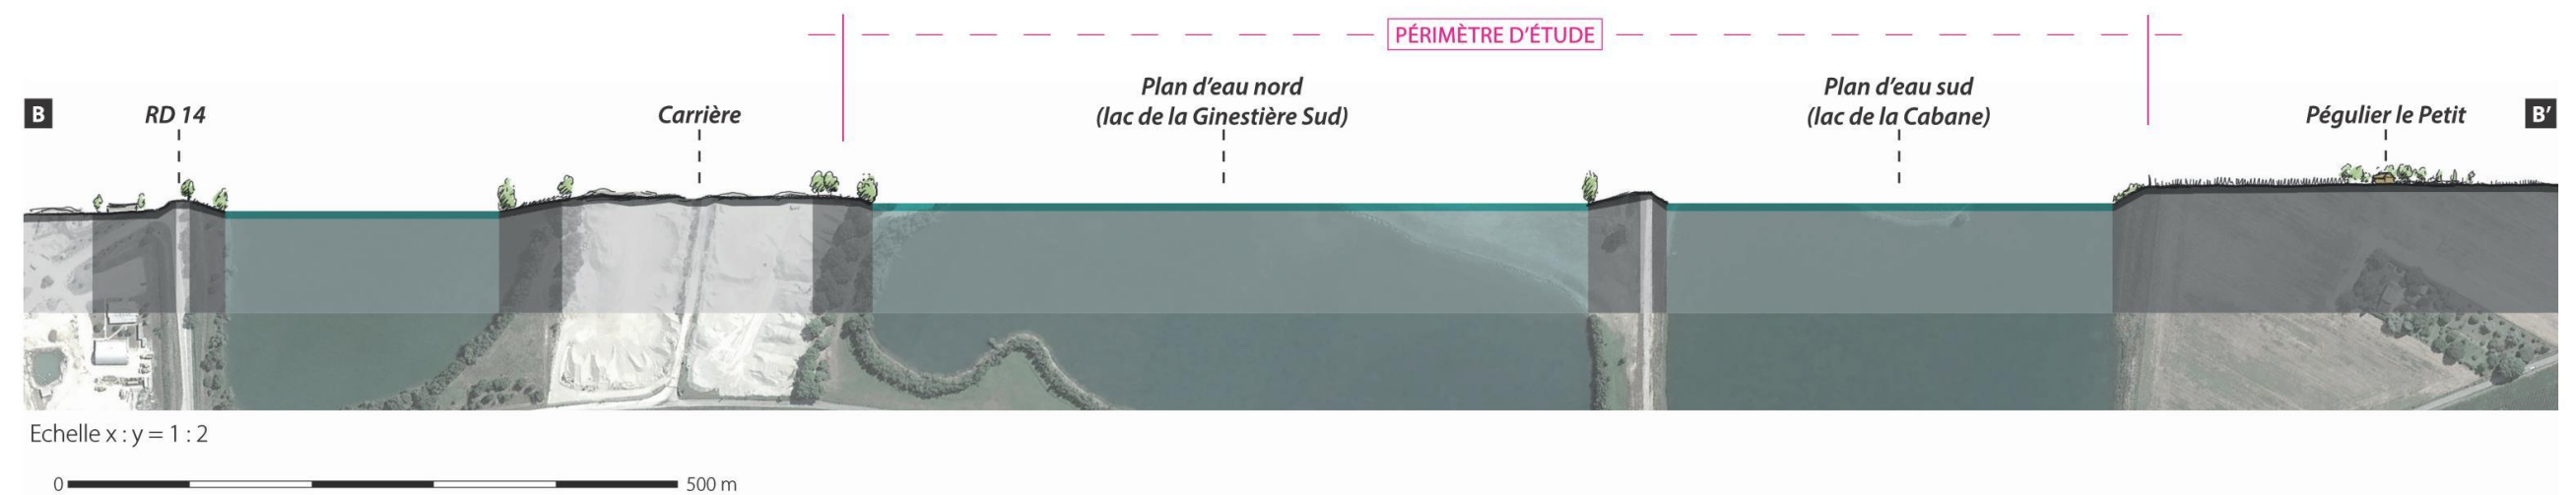 PÉRIMÈTRE D'ÉTUDE
B
RD 14
Carrière
Plan d'eau nord
(lac de la Ginestière Sud)
Plan d'eau sud
(lac de la Cabane)
Pégulier le Petit
B'
Echelle x : y = 1 : 2
0
500 m